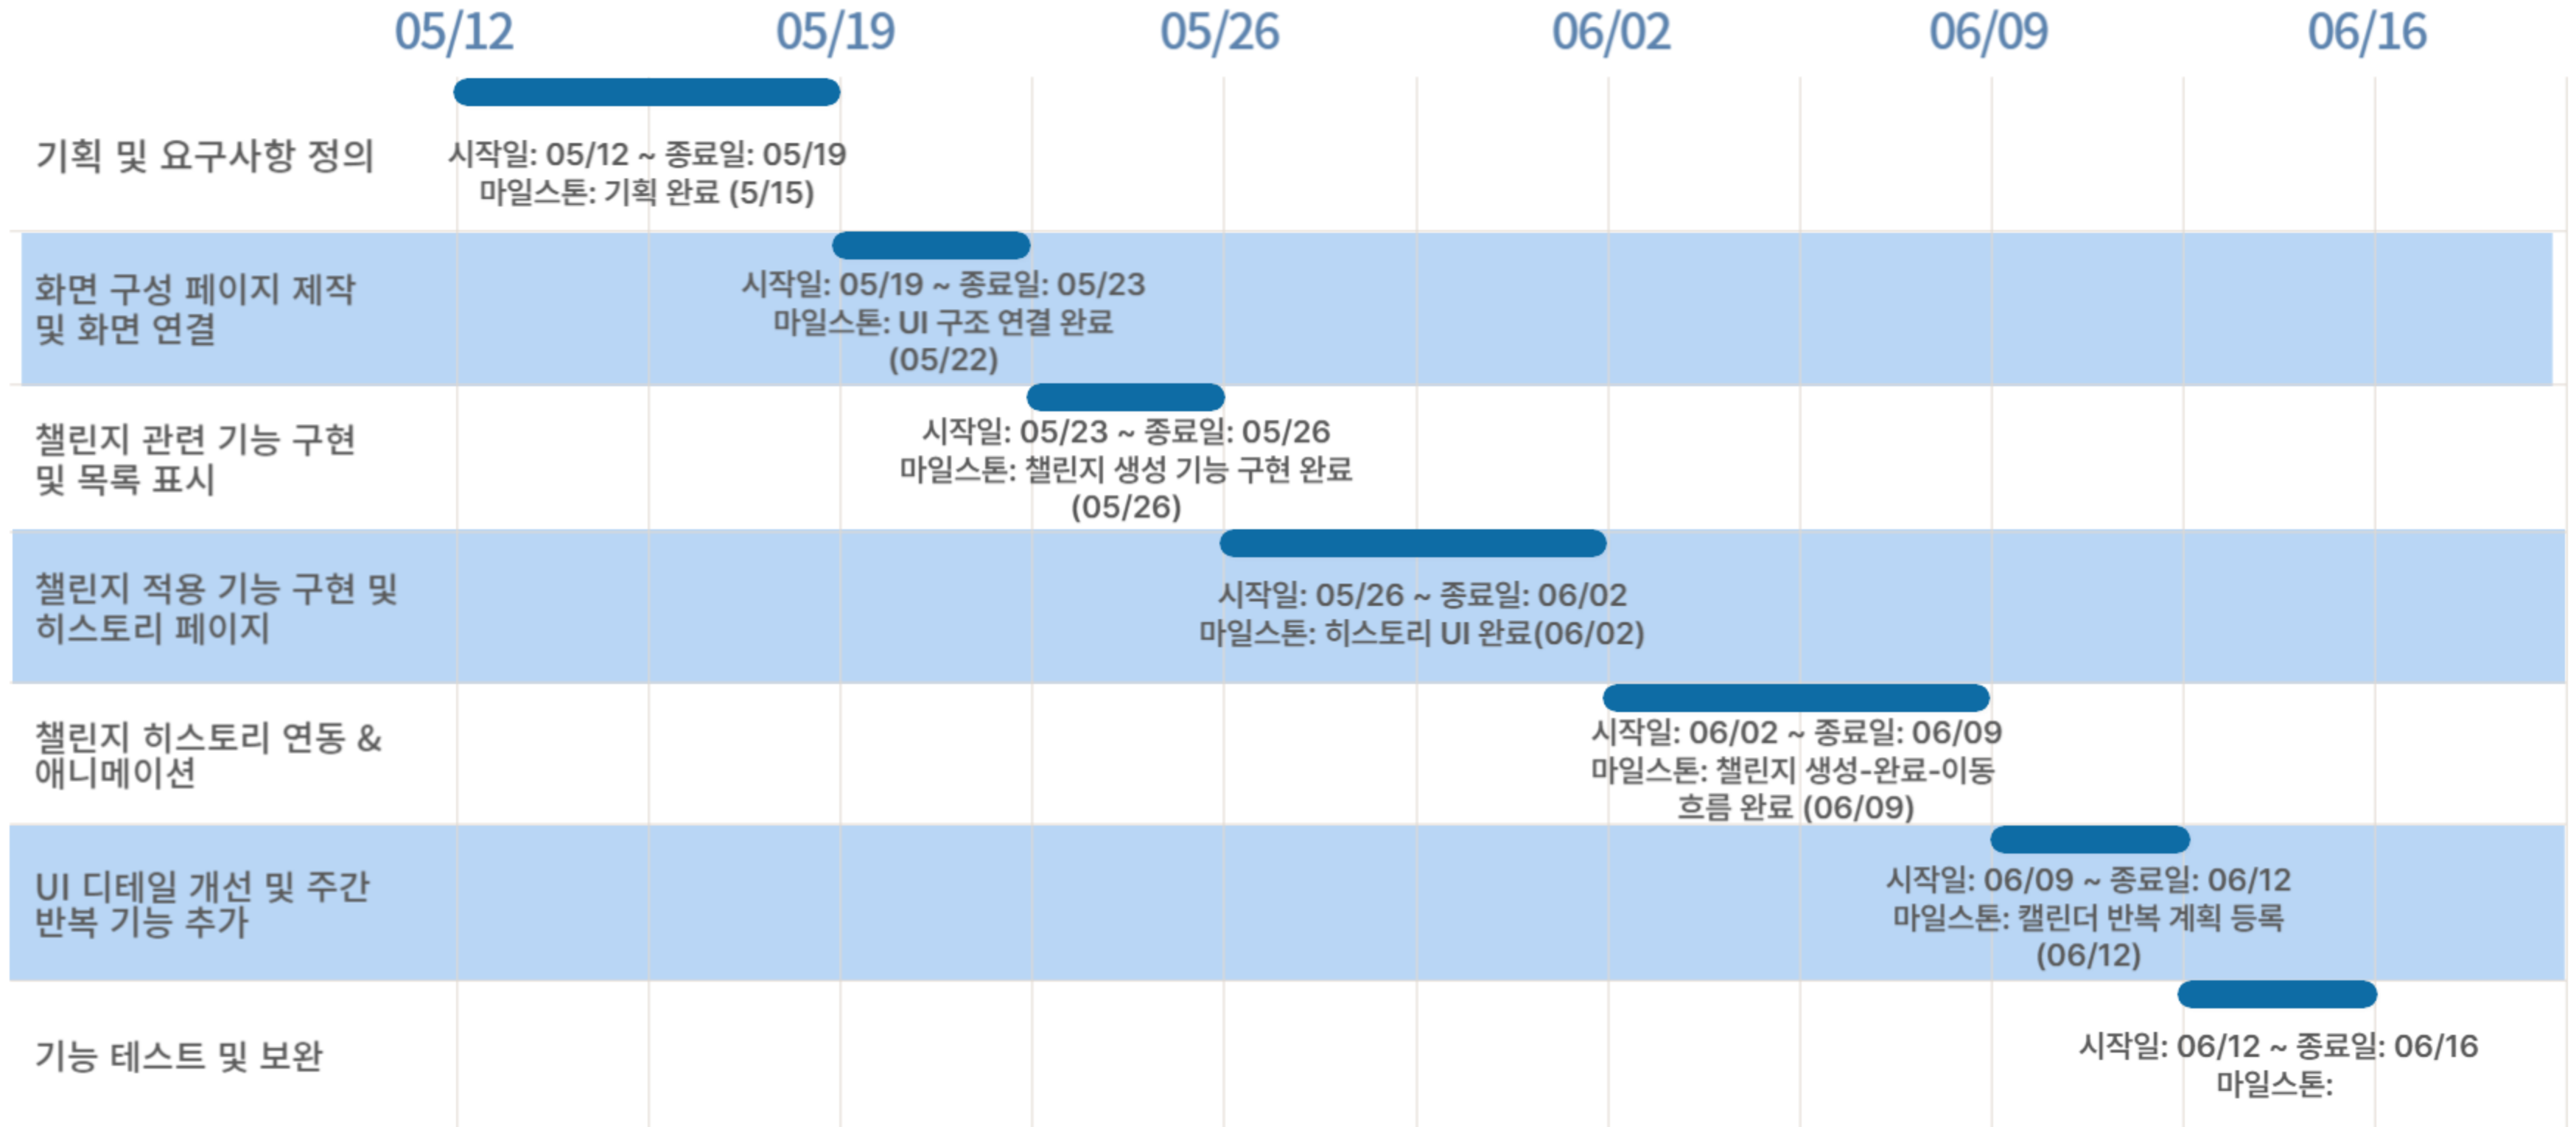 05/12 05/19 05/26 06/02 06/09 06/16
기획 및 요구사항 정의
시작일: 05/12 ~ 종료일: 05/19
마일스톤: 기획 완료 (5/15)
화면 구성 페이지 제작
및 화면 연결
시작일: 05/19 ~ 종료일: 05/23
마일스톤: UI 구조 연결 완료
(05/22)
챌린지 관련 기능 구현
및 목록 표시
시작일: 05/23 ~ 종료일: 05/26
마일스톤: 챌린지 생성 기능 구현 완료
(05/26)
챌린지 적용 기능 구현 및
히스토리 페이지
시작일: 05/26 ~ 종료일: 06/02
마일스톤: 히스토리 UI 완료(06/02)
챌린지 히스토리 연동 &
애니메이션
시작일: 06/02 ~ 종료일: 06/09
마일스톤: 챌린지 생성-완료-이동
흐름 완료 (06/09)
UI 디테일 개선 및 주간
반복 기능 추가
시작일: 06/09 ~ 종료일: 06/12
마일스톤: 캘린더 반복 계획 등록
(06/12)
기능 테스트 및 보완
시작일: 06/12 ~ 종료일: 06/16
마일스톤: